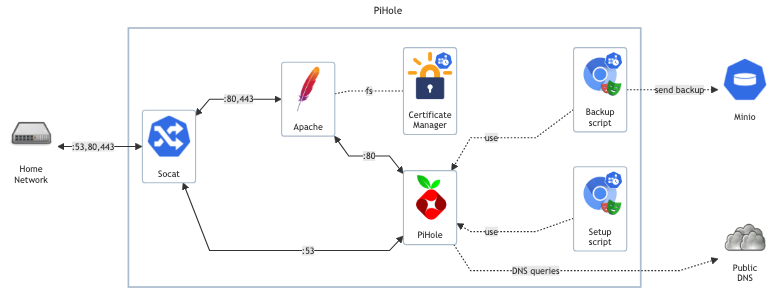 PiHole
:80,443
Apache
fs
Certificate
Manager
Backup
script
send backup
Minio
:53,80,443
Home
Network
Socat
:80
use
PiHole
use
Setup
script
:53
DNS queries
Public
DNS